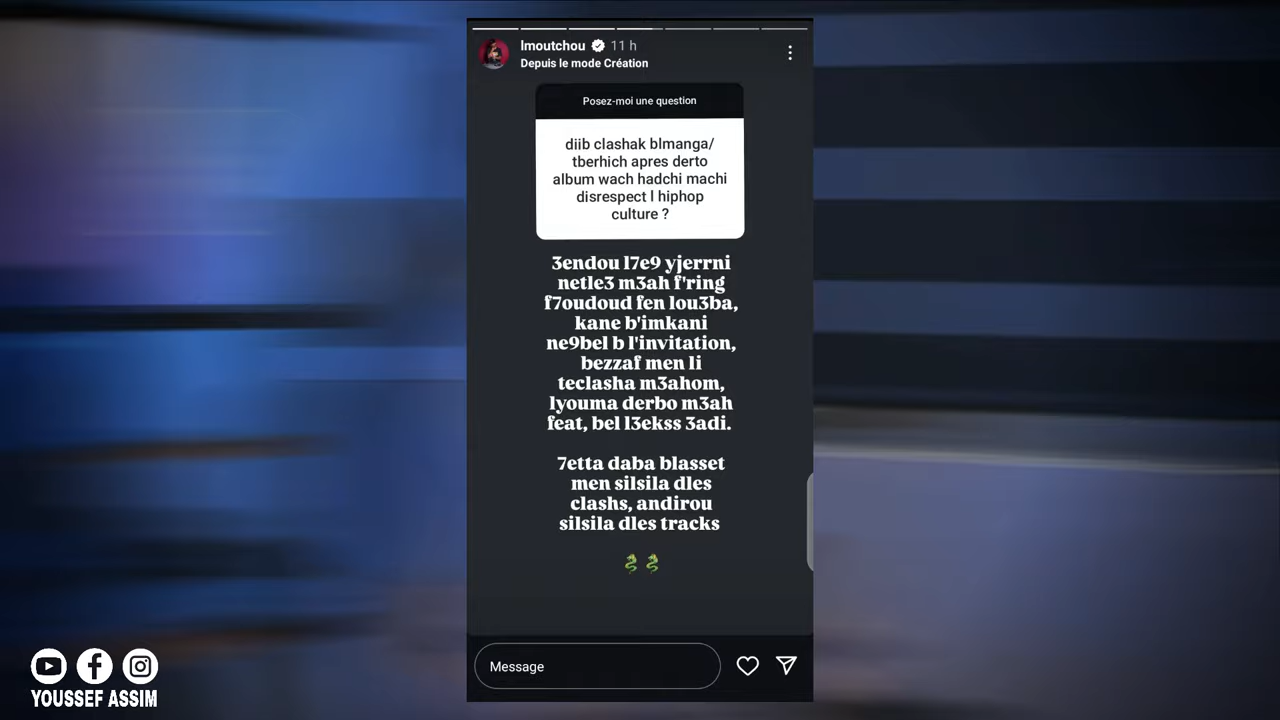 lmoutchou 11 h
Depuis le mode Création
Posez-moi une question
diib clashak blmanga/
tberhich apres derto
album wach hadchi machi
disrespect l hiphop
culture ?
3endou l7e9 yjerrni
netle3 m3ah f'ring
f7oudoud fen lou3ba,
kane b'imkani
ne9bel b l'invitation,
bezzaf men li
teclasha m3ahom,
lyouma derbo m3ah
feat, bel l3ekss 3adi.
7etta daba blasset
men silsila dles
clashs, andirou
silsila dles tracks
🐉 🐉
Message
YOUSSEF ASSIM